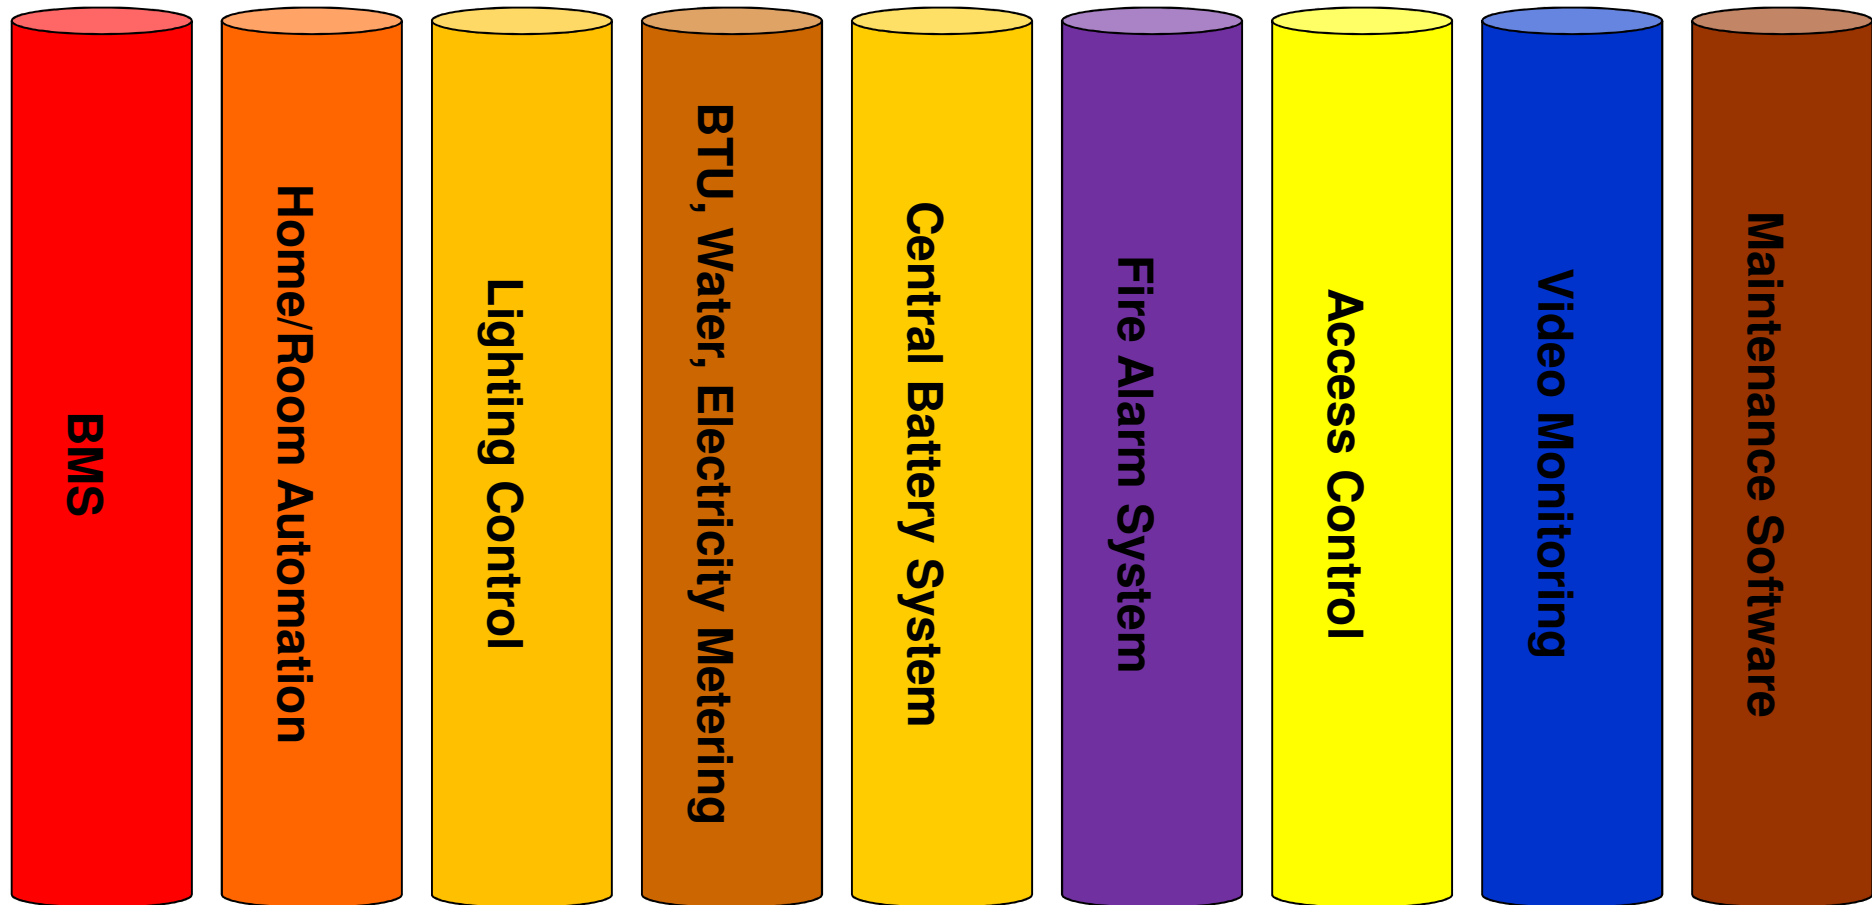 BMS
Home/Room Automation
Lighting Control
BTU, Water, Electricity Metering
Central Battery System
Fire Alarm System
Access Control
Video Monitoring
Maintenance Software